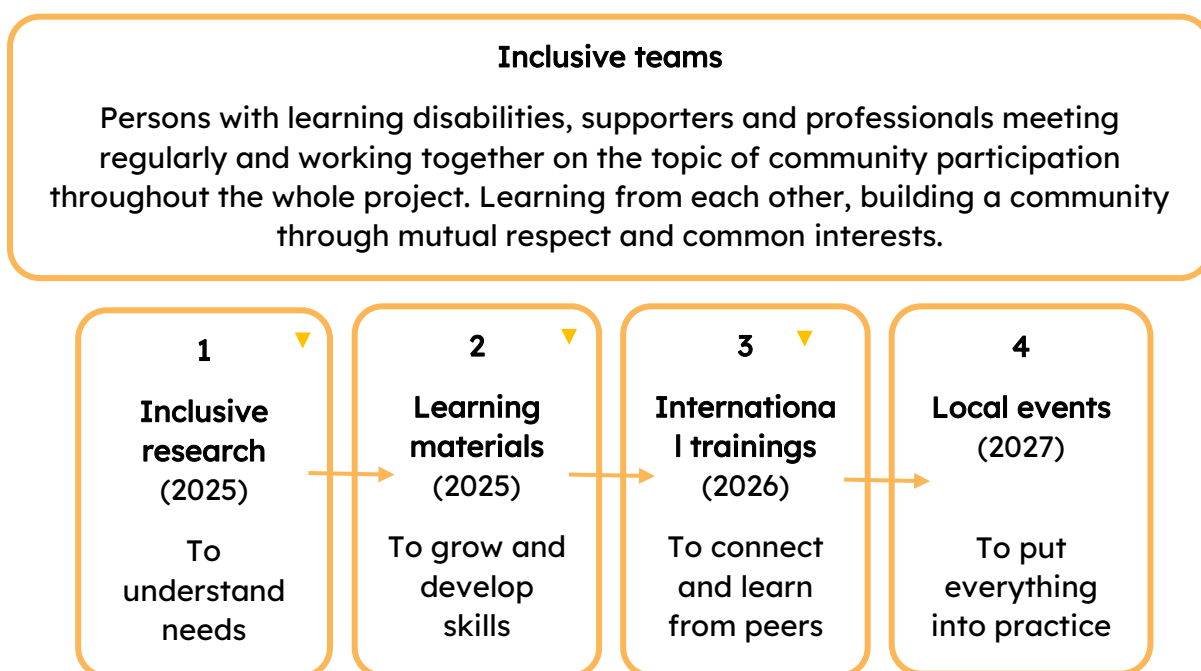 Inclusive teams
Persons with learning disabilities, supporters and professionals meeting
regularly and working together on the topic of community participation
throughout the whole project. Learning from each other, building a community
through mutual respect and common interests.
1
Inclusive
research
(2025)
To
understand
needs
2
Learning
materials
(2025)
To grow and
develop
skills
3
Internationa
l trainings
(2026)
To connect
and learn
from peers
4
Local events
(2027)
To put
everything
into practice